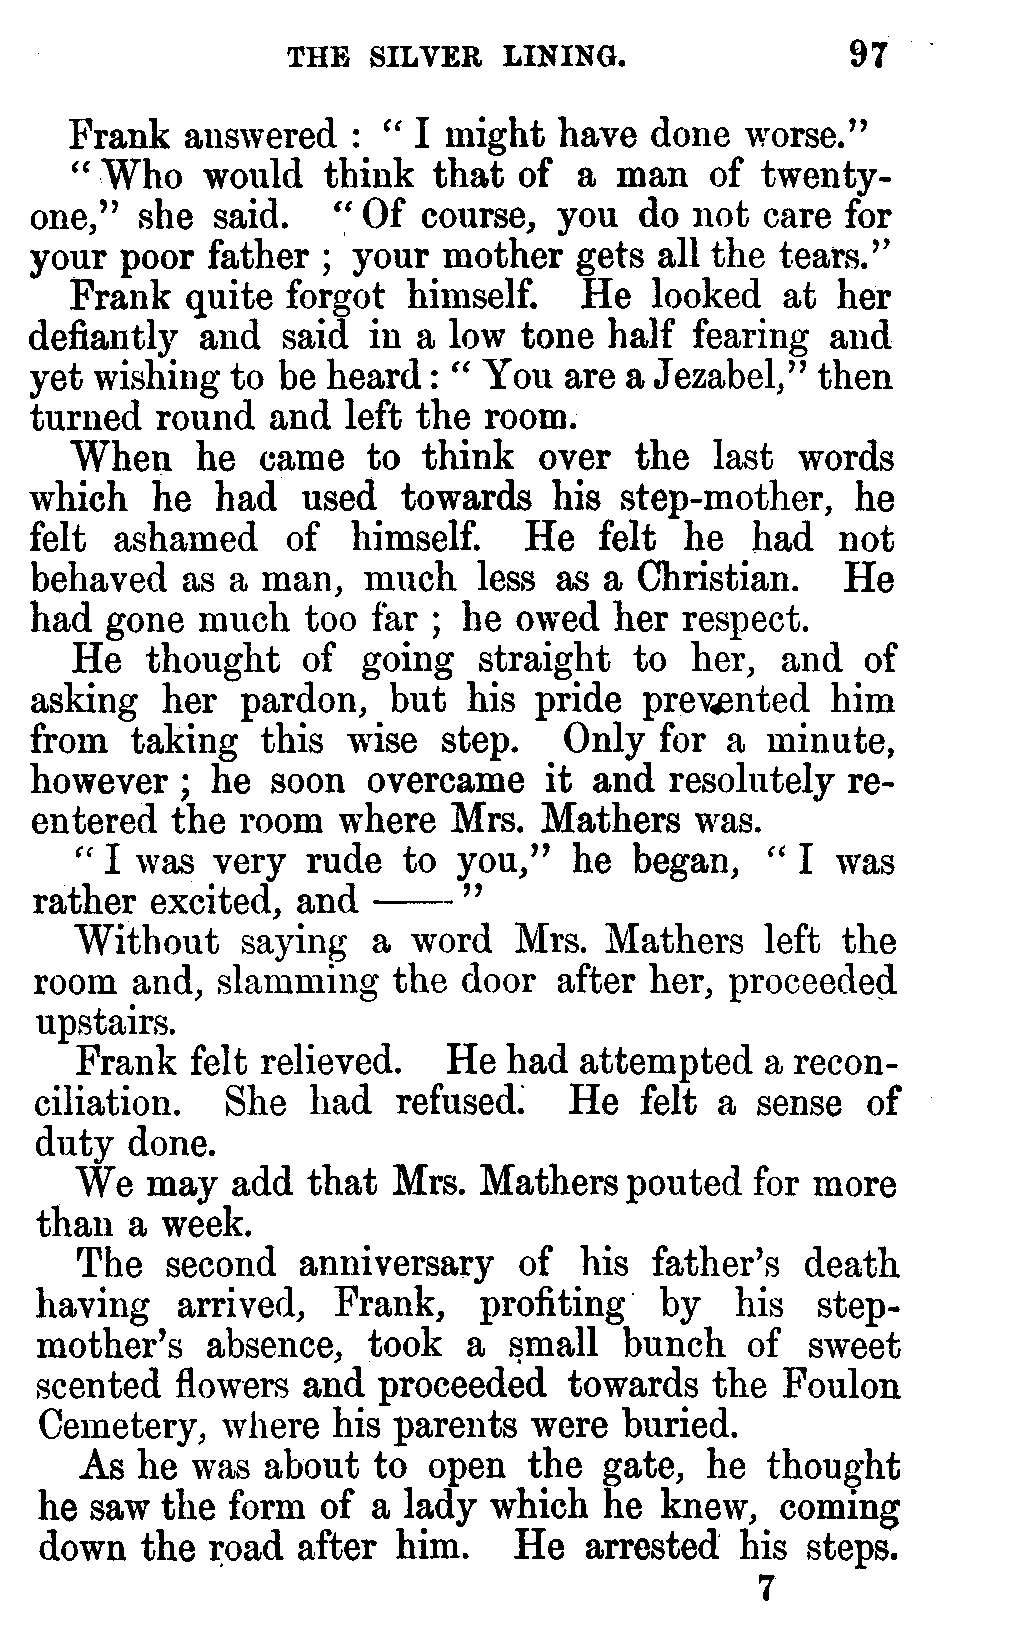 THE SILVER LINING. 97
Frank answered : “ I might have done worse.”
“ Who would think that of a man of twenty-
one,” she said. “ Of course, you do not care for
your poor father ; your mother gets all the tears.”
Frank quite forgot himself. He looked at her
defiantly and said in a low tone half fearing and
yet wishing to be heard : “ You are a Jezabel,” then
turned round and left the room.
When he came to think over the last words
which he had used towards his step-mother, he
felt ashamed of himself. He felt he had not
behaved as a man, much less as a Christian. He
had gone much too far ; he owed her respect.
He thought of going straight to her, and of
asking her pardon, but his pride prevented him
from taking this wise step. Only for a minute,
however ; he soon overcame it and resolutely re-
entered the room where Mrs. Mathers was.
“ I was very rude to you,” he began, “ I was
rather excited, and —— ”
Without saying a word Mrs. Mathers left the
room and, slamming the door after her, proceeded
upstairs.
Frank felt relieved. He had attempted a recon-
ciliation. She had refused. He felt a sense of
duty done.
We may add that Mrs. Mathers pouted for more
than a week.
The second anniversary of his father’s death
having arrived, Frank, profiting by his step-
mother’s absence, took a small bunch of sweet
scented flowers and proceeded towards the Foulon
Cemetery, where his parents were buried.
As he was about to open the gate, he thought
he saw the form of a lady which he knew, coming
down the road after him. He arrested his steps.
7